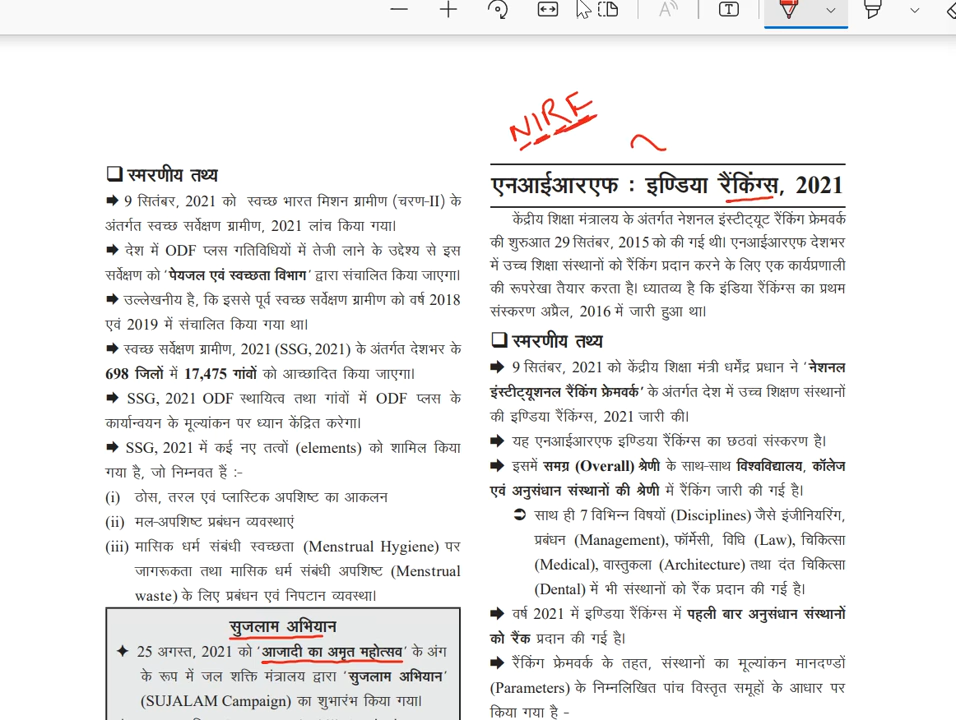 ❑ स्मरणीय तथ्य
➨ 9 सितंबर, 2021 को स्वच्छ भारत मिशन ग्रामीण (चरण-II) के
अंतर्गत स्वच्छ सर्वेक्षण ग्रामीण, 2021 लांच किया गया।
➨ देश में ODF प्लस गतिविधियों में तेजी लाने के उद्देश्य से इस
सर्वेक्षण को 'पेयजल एवं स्वच्छता विभाग' द्वारा संचालित किया जाएगा।
➨ उल्लेखनीय है, कि इससे पूर्व स्वच्छ सर्वेक्षण ग्रामीण को वर्ष 2018
एवं 2019 में संचालित किया गया था।
➨ स्वच्छ सर्वेक्षण ग्रामीण, 2021 (SSG, 2021) के अंतर्गत देशभर के
698 जिलों में 17,475 गांवों को आच्छादित किया जाएगा।
➨ SSG, 2021 ODF स्थायित्व तथा गांवों में ODF प्लस के
कार्यान्वयन के मूल्यांकन पर ध्यान केंद्रित करेगा।
➨ SSG, 2021 में कई नए तत्वों (elements) को शामिल किया
गया है, जो निम्नवत हैं :-
(i) ठोस, तरल एवं प्लास्टिक अपशिष्ट का आकलन
(ii) मल-अपशिष्ट प्रबंधन व्यवस्थाएं
(iii) मासिक धर्म संबंधी स्वच्छता (Menstrual Hygiene) पर
जागरूकता तथा मासिक धर्म संबंधी अपशिष्ट (Menstrual
waste) के लिए प्रबंधन एवं निपटान व्यवस्था।
सुजलाम अभियान
✦ 25 अगस्त, 2021 को 'आजादी का अमृत महोत्सव' के अंग
के रूप में जल शक्ति मंत्रालय द्वारा 'सुजलाम अभियान'
(SUJALAM Campaign) का शुभारंभ किया गया।
NIRF
एनआईआरएफ : इण्डिया रैंकिंग्स, 2021
केंद्रीय शिक्षा मंत्रालय के अंतर्गत नेशनल इंस्टीट्यूट रैंकिंग फ्रेमवर्क
की शुरुआत 29 सितंबर, 2015 को की गई थी। एनआईआरएफ देशभर
में उच्च शिक्षा संस्थानों को रैंकिंग प्रदान करने के लिए एक कार्यप्रणाली
की रूपरेखा तैयार करता है। ध्यातव्य है कि इंडिया रैंकिंग्स का प्रथम
संस्करण अप्रैल, 2016 में जारी हुआ था।
❑ स्मरणीय तथ्य
➨ 9 सितंबर, 2021 को केंद्रीय शिक्षा मंत्री धर्मेंद्र प्रधान ने 'नेशनल
इंस्टीट्यूशनल रैंकिंग फ्रेमवर्क' के अंतर्गत देश में उच्च शिक्षण संस्थानों
की इण्डिया रैंकिंग्स, 2021 जारी की।
➨ यह एनआईआरएफ इण्डिया रैंकिंग्स का छठवां संस्करण है।
➨ इसमें समग्र (Overall) श्रेणी के साथ-साथ विश्वविद्यालय, कॉलेज
एवं अनुसंधान संस्थानों की श्रेणी में रैंकिंग जारी की गई है।
➲ साथ ही 7 विभिन्न विषयों (Disciplines) जैसे इंजीनियरिंग,
प्रबंधन (Management), फॉर्मेसी, विधि (Law), चिकित्सा
(Medical), वास्तुकला (Architecture) तथा दंत चिकित्सा
(Dental) में भी संस्थानों को रैंक प्रदान की गई है।
➨ वर्ष 2021 में इण्डिया रैंकिंग्स में पहली बार अनुसंधान संस्थानों
को रैंक प्रदान की गई है।
➨ रैंकिंग फ्रेमवर्क के तहत, संस्थानों का मूल्यांकन मानदण्डों
(Parameters) के निम्नलिखित पांच विस्तृत समूहों के आधार पर
किया गया है –